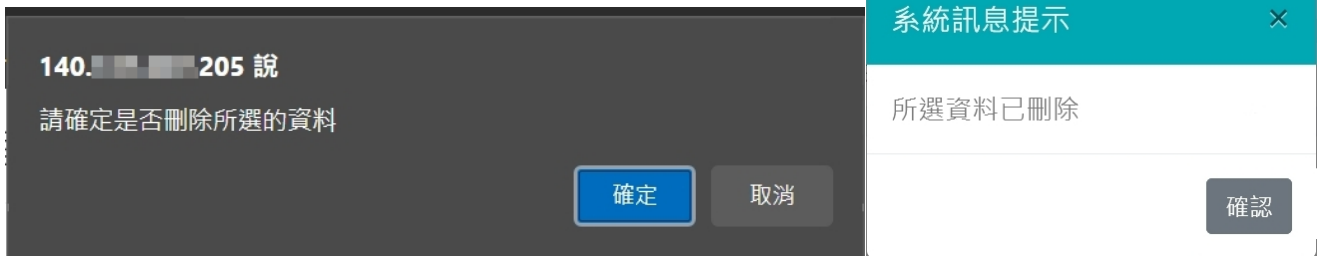 140. 205 說
請確定是否刪除所選的資料
確定
取消
系統訊息提示
×
所選資料已刪除
確認